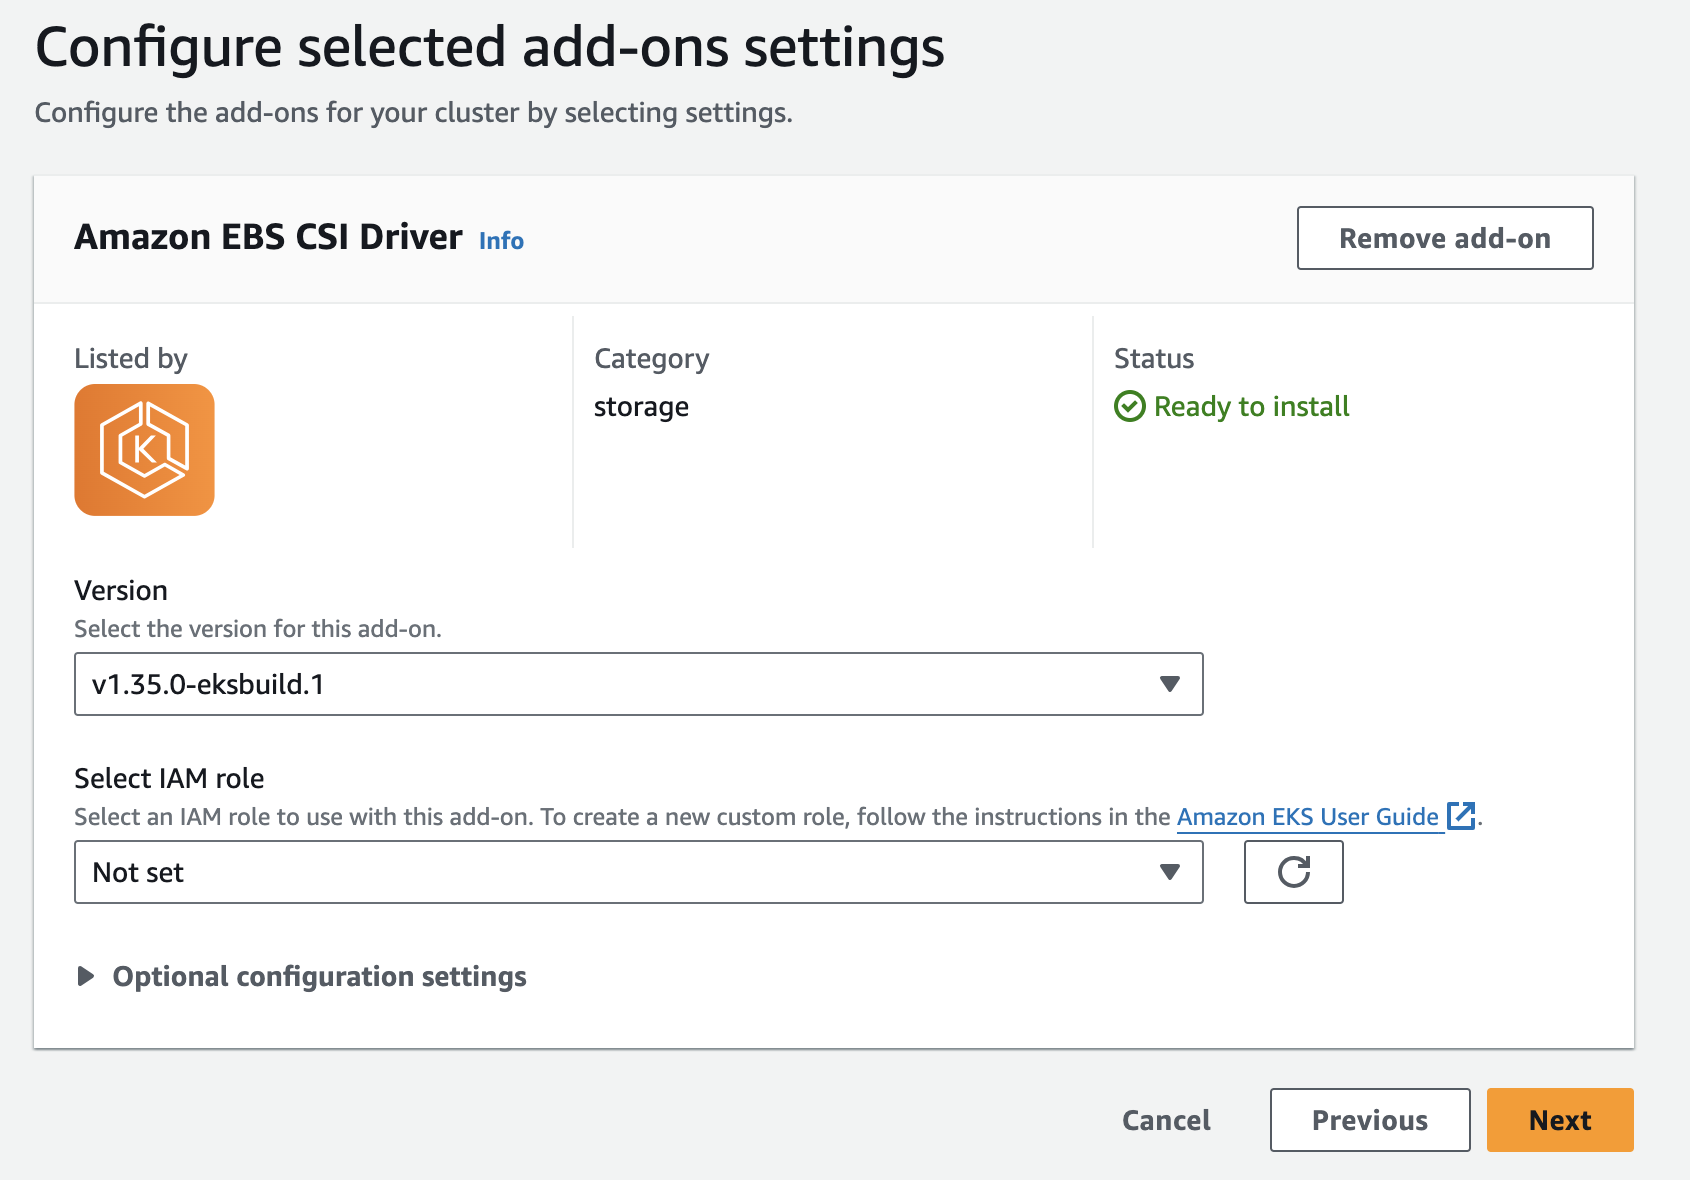 Configure selected add-ons settings
Configure the add-ons for your cluster by selecting settings.
Amazon EBS CSI Driver Info
Remove add-on
Listed by
Category
Status
K
storage
Ready to install
Version
Select the version for this add-on.
v1.35.0-eksbuild.1
Select IAM role
Select an IAM role to use with this add-on. To create a new custom role, follow the instructions in the Amazon EKS User Guide.
Not set
Optional configuration settings
Cancel
Previous
Next